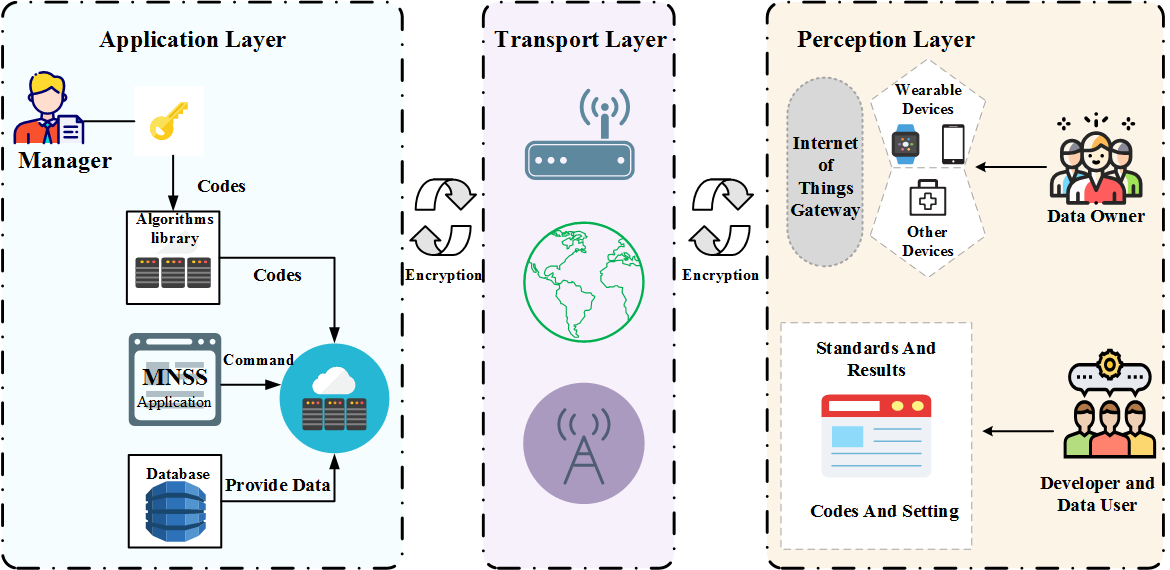 Application Layer
Manager
Codes
Algorithms
library
Codes
MNSS
Application
Command
Database
Provide Data
Encryption
Transport Layer
Encryption
Perception Layer
Internet
of
Things
Gateway
Wearable
Devices
Other
Devices
Data Owner
Standards And
Results
Codes And Setting
Developer and
Data User